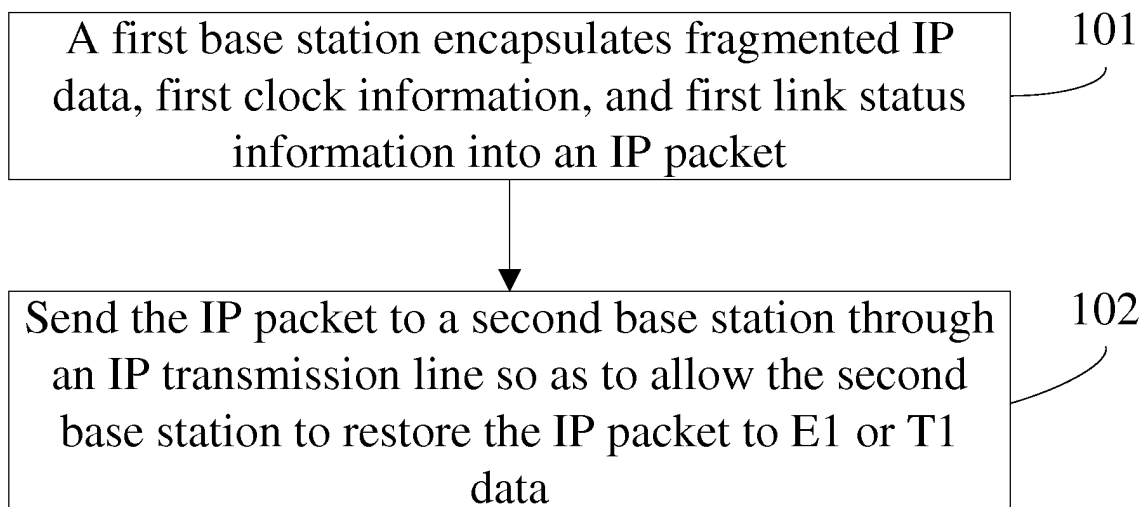 A first base station encapsulates fragmented IP
data, first clock information, and first link status
information into an IP packet
101
Send the IP packet to a second base station through
an IP transmission line so as to allow the second
base station to restore the IP packet to E1 or T1
data
102